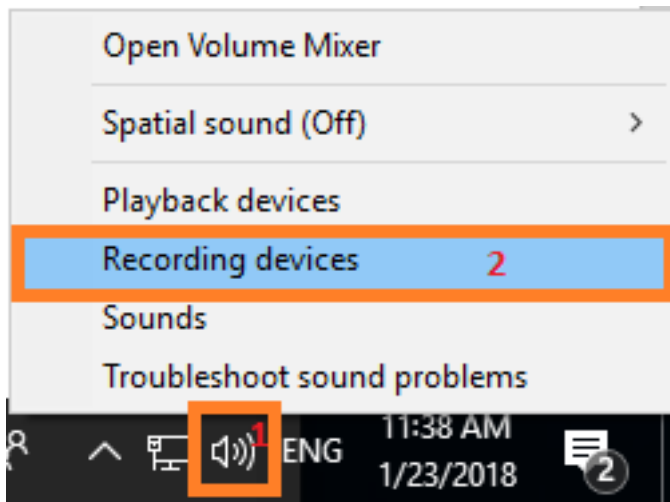 Open Volume Mixer
Spatial sound (Off)
Playback devices
Recording devices 2
Sounds
Troubleshoot sound problems
1 ENG 11:38 AM
1/23/2018 2